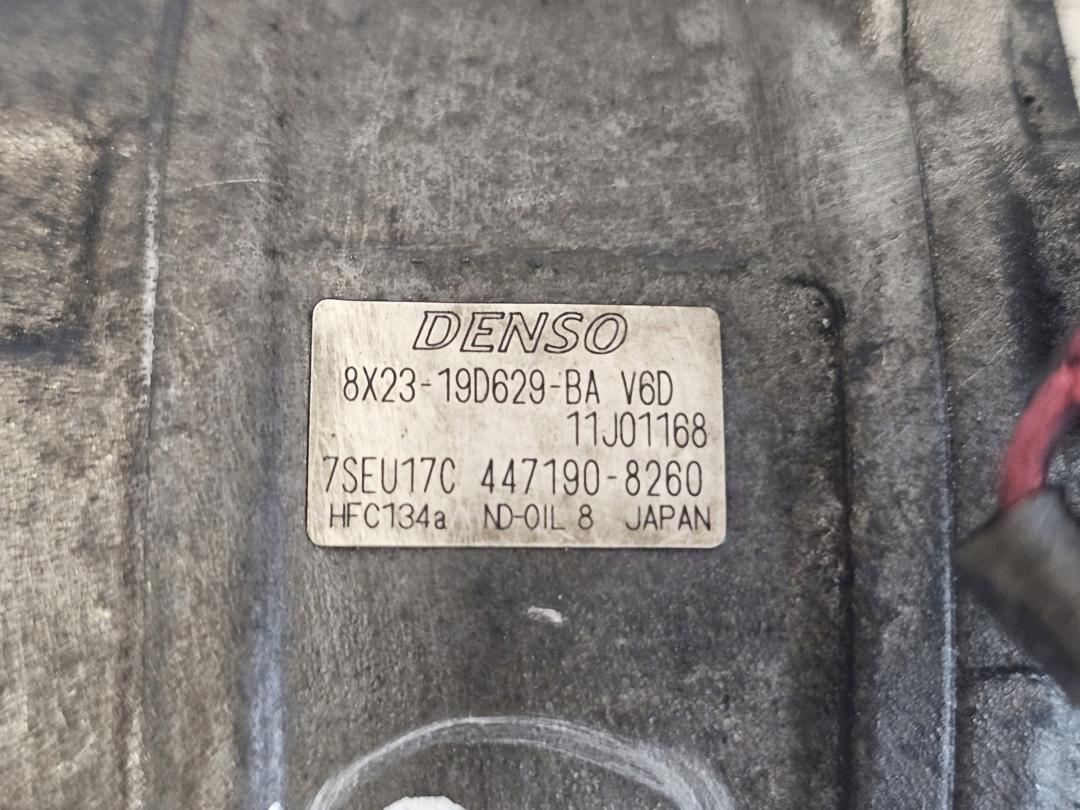 DENSO
8X23-19D629-BA V6D
11J01168
7SEU17C 447190-8260
HFC134a ND-OIL 8 JAPAN